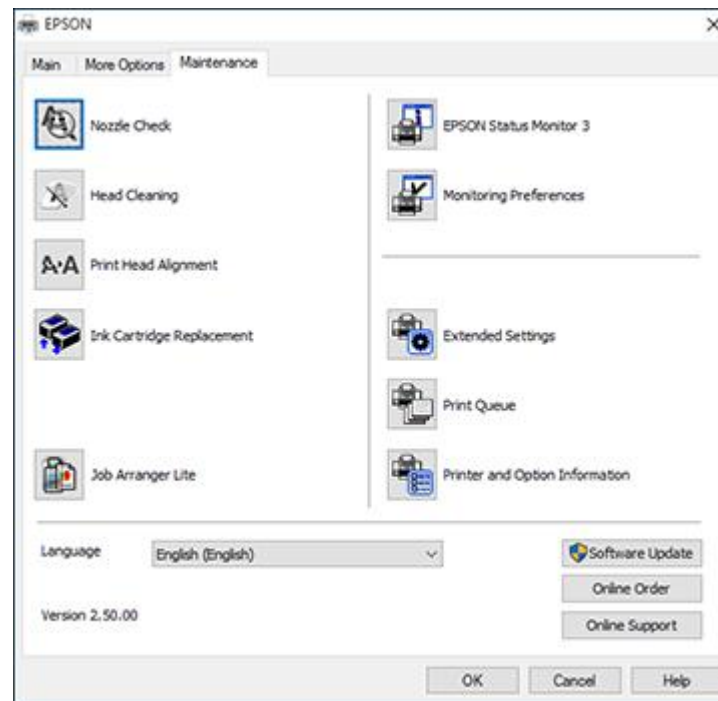 EPSON
Main More Options Maintenance
Nozzle Check
EPSON Status Monitor 3
Head Cleaning
Monitoring Preferences
A·A Print Head Alignment
Ink Cartridge Replacement
Extended Settings
Print Queue
Job Arranger Lite
Printer and Option Information
Language English (English)
Software Update
Online Order
Version 2.50.00
Online Support
OK Cancel Help